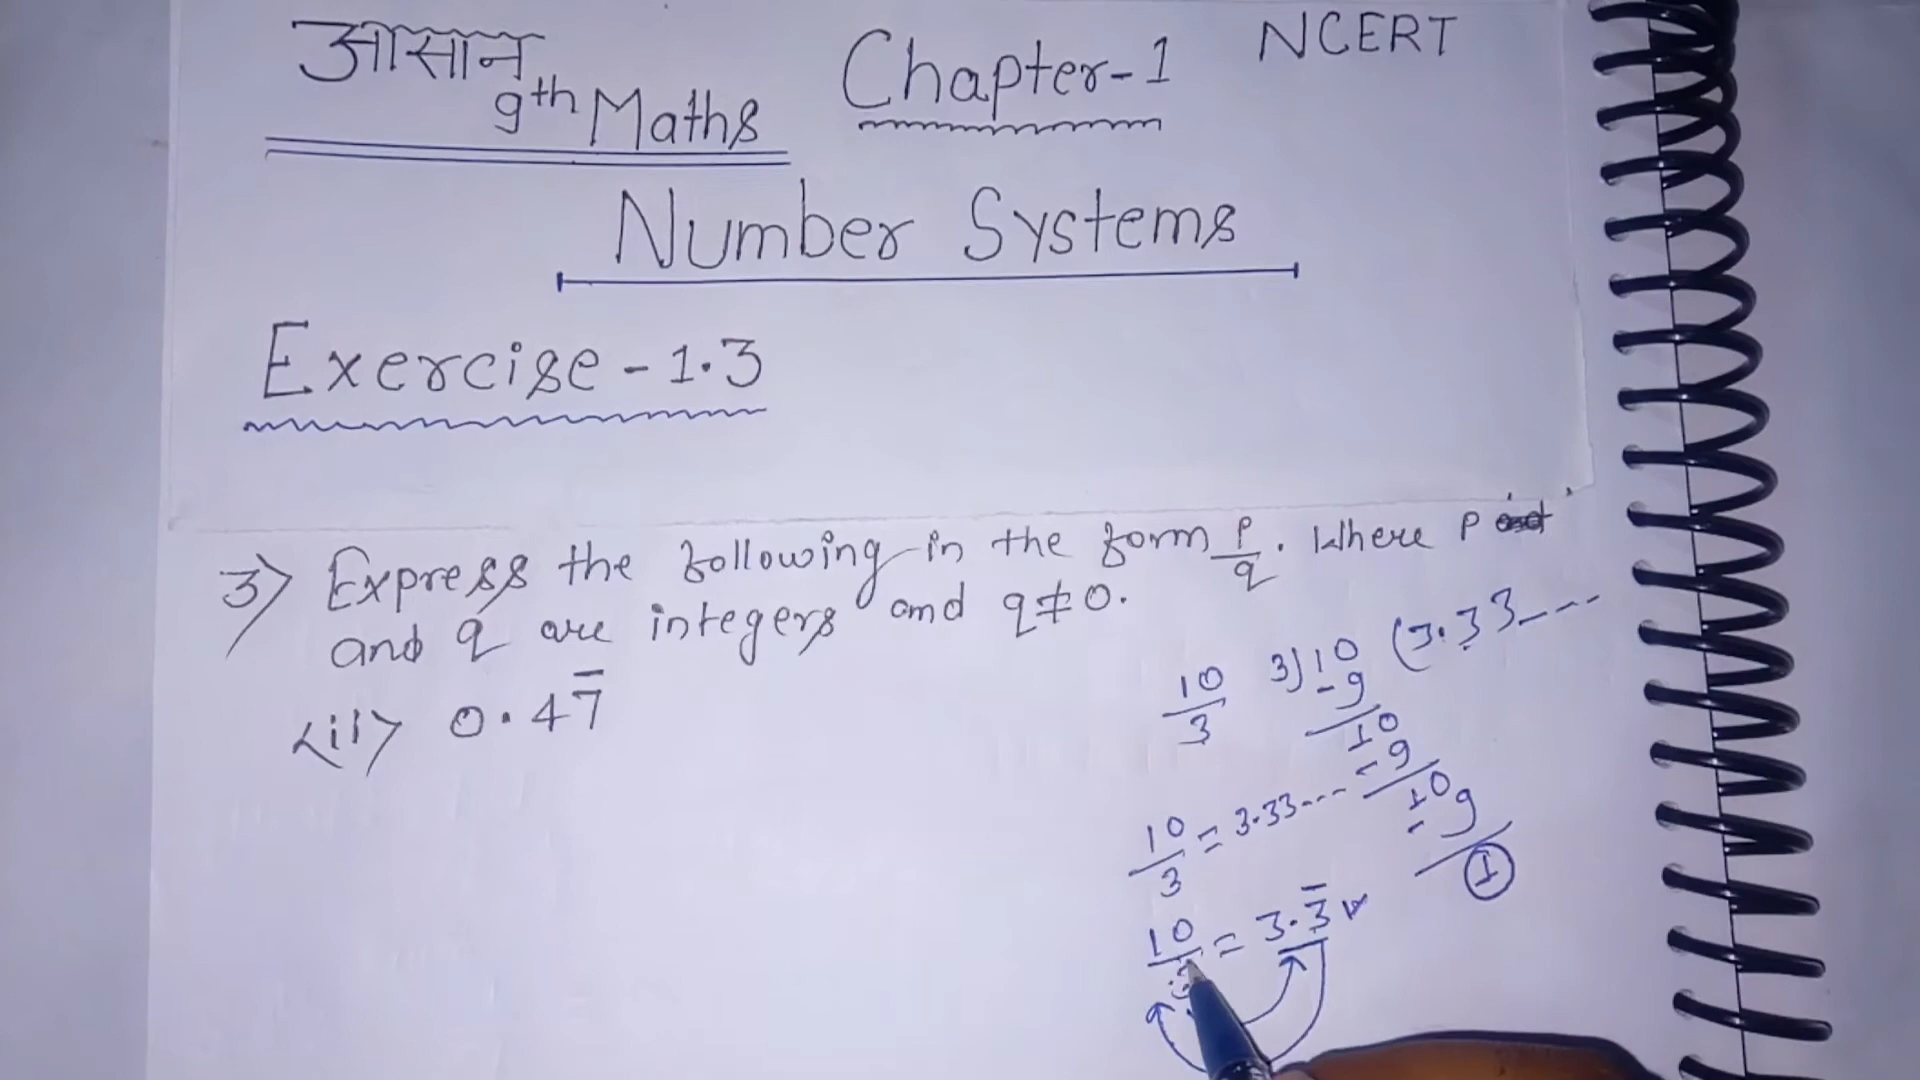 आसान
9th Maths
Chapter-1
NCERT
Number Systems
Exercise - 1.3
3) Express the following in the form p/q. Where p
and q are integers and q≠0.
<ii> 0.47̅
10/3
3)10(3.33---
-9
10
-9
10
-9
1
10/3 = 3.33---
10/3 = 3.3̅